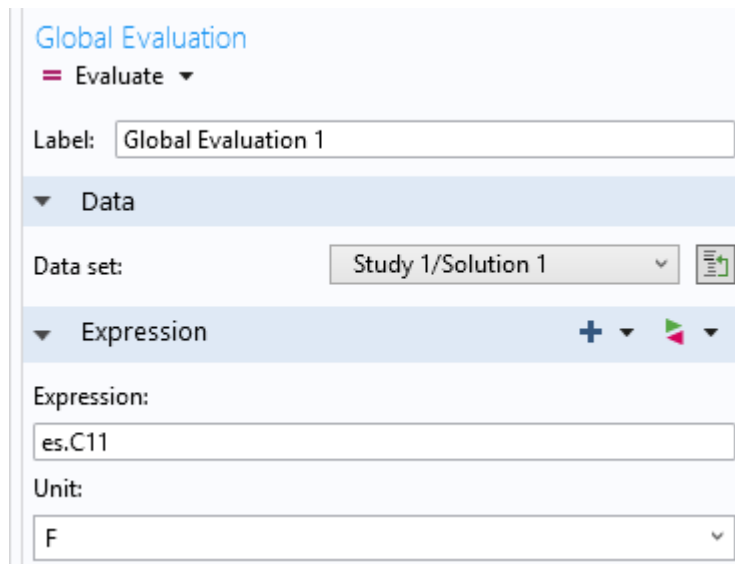 Global Evaluation
= Evaluate
Label: Global Evaluation 1
Data
Data set: Study 1/Solution 1
Expression
Expression:
es.C11
Unit:
F